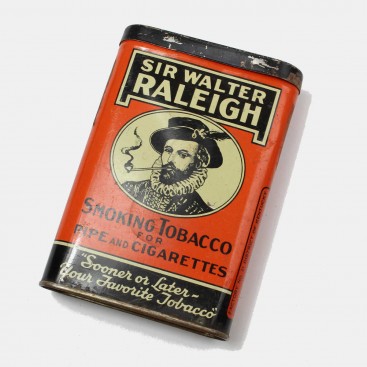 SIR WALTER
RALEIGH
SMOKING TOBACCO
FOR
PIPE AND CIGARETTES
"Sooner or Later-
Your Favorite Tobacco"